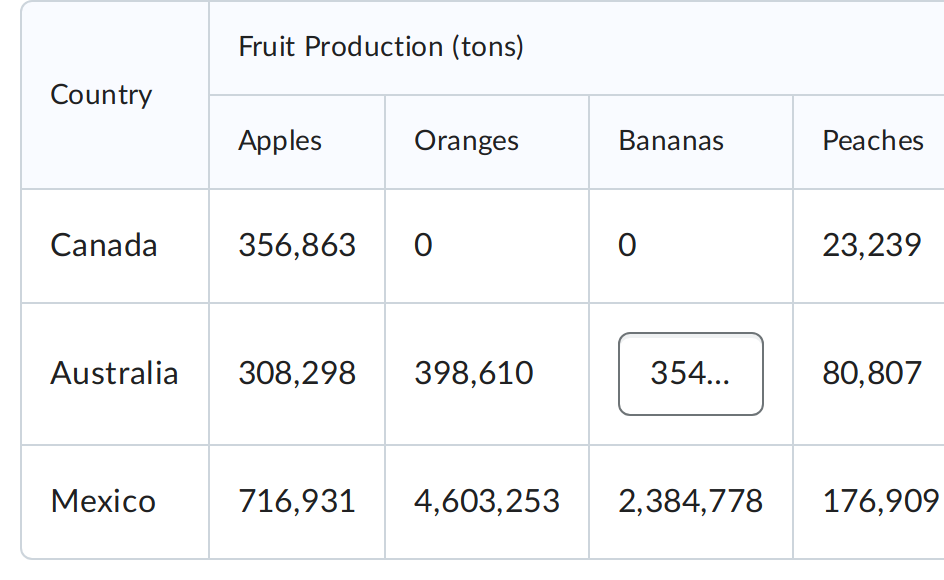 Country
Fruit Production (tons)
Apples Oranges Bananas Peaches
Canada 356,863 0 0 23,239
Australia 308,298 398,610 354... 80,807
Mexico 716,931 4,603,253 2,384,778 176,909